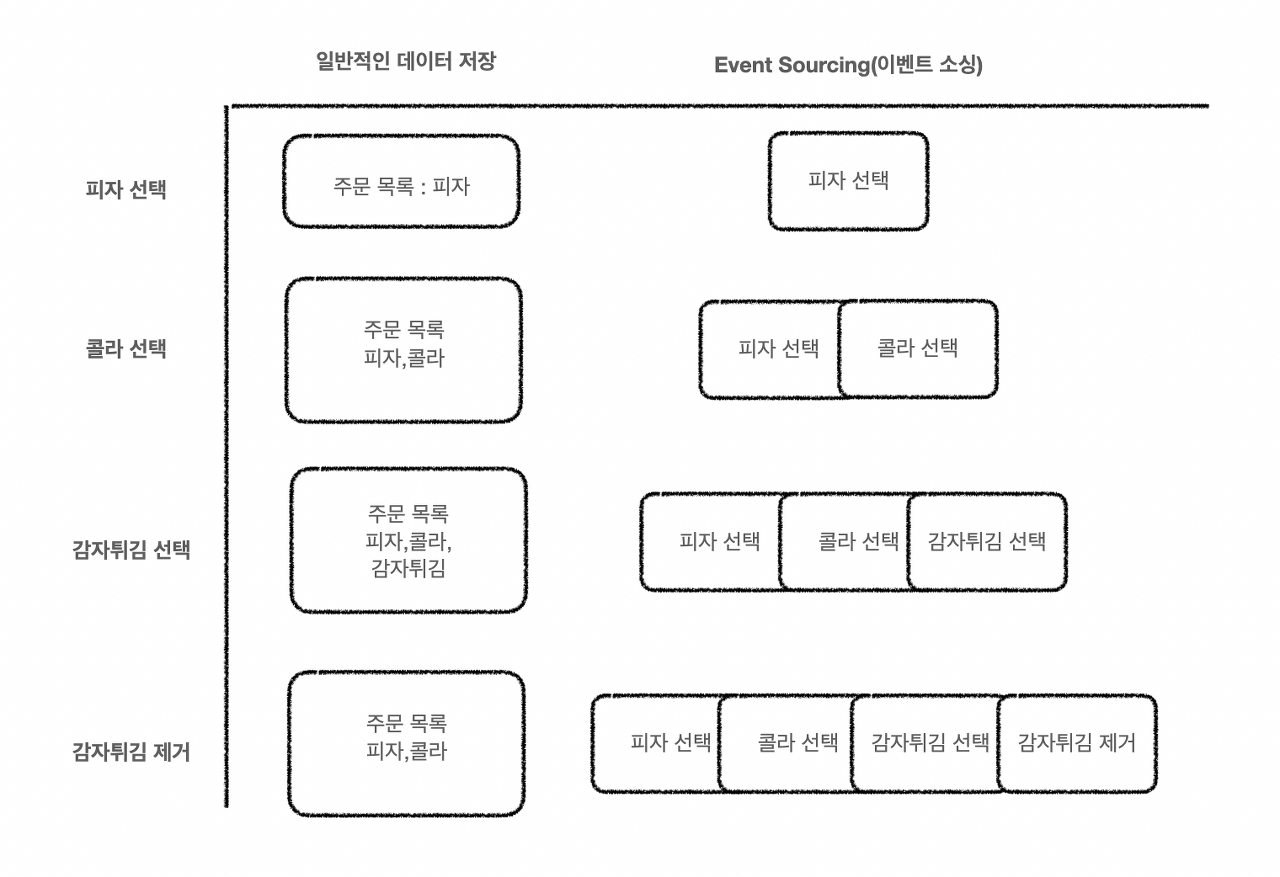 일반적인 데이터 저장
Event Sourcing(이벤트 소싱)
피자 선택
주문 목록 : 피자
피자 선택
콜라 선택
주문 목록
피자,콜라
피자 선택
콜라 선택
감자튀김 선택
주문 목록
피자,콜라,
감자튀김
피자 선택
콜라 선택
감자튀김 선택
감자튀김 제거
주문 목록
피자,콜라
피자 선택
콜라 선택
감자튀김 선택
감자튀김 제거